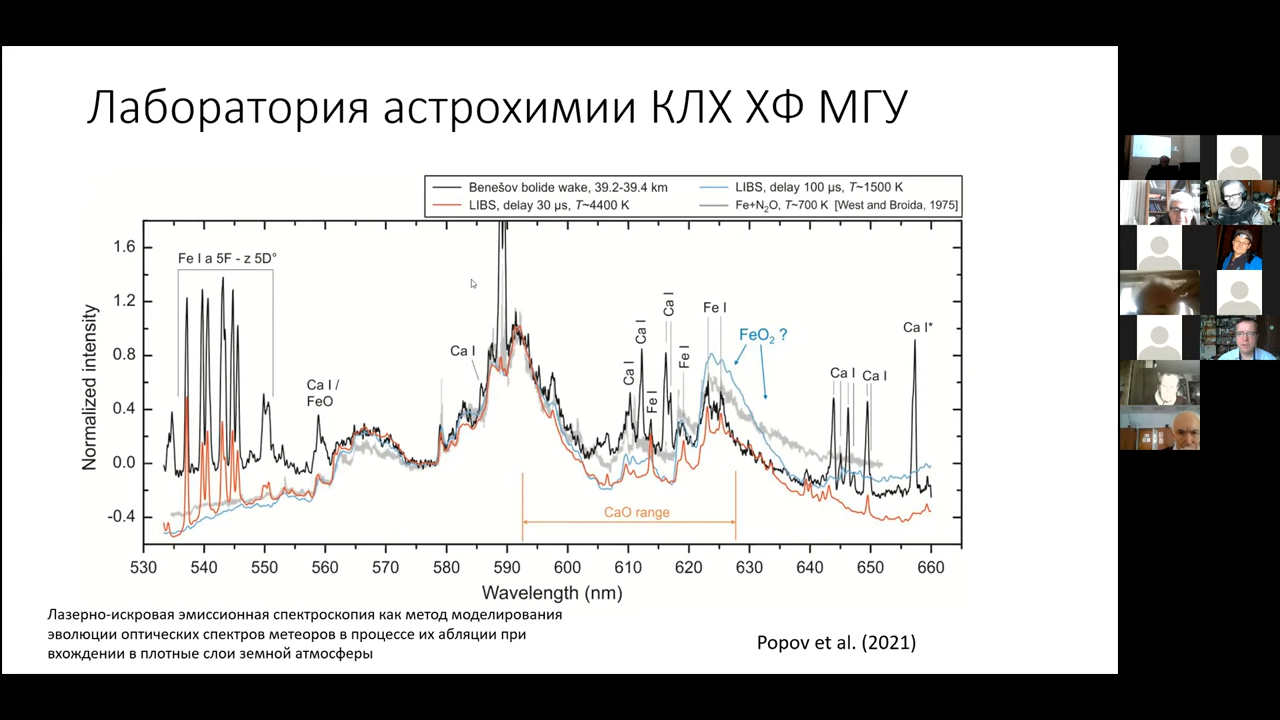 Лаборатория астрохимии КЛХ ХФ МГУ
Benešov bolide wake, 39.2-39.4 km
LIBS, delay 100 µs, T~1500 K
LIBS, delay 30 µs, T~4400 K
Fe+N₂O, T~700 K [West and Broida, 1975]
Normalized intensity
1.6
1.2
0.8
0.4
0.0
-0.4
Fe I a 5F - z 5D°
Ca I /
FeO
Ca I
Ca I
Ca I
Fe I
Ca I
Fe I
Fe I
FeO₂ ?
Ca I
Ca I
Ca I*
CaO range
530 540 550 560 570 580 590 600 610 620 630 640 650 660
Wavelength (nm)
Лазерно-искровая эмиссионная спектроскопия как метод моделирования
эволюции оптических спектров метеоров в процессе их абляции при
вхождении в плотные слои земной атмосферы
Popov et al. (2021)